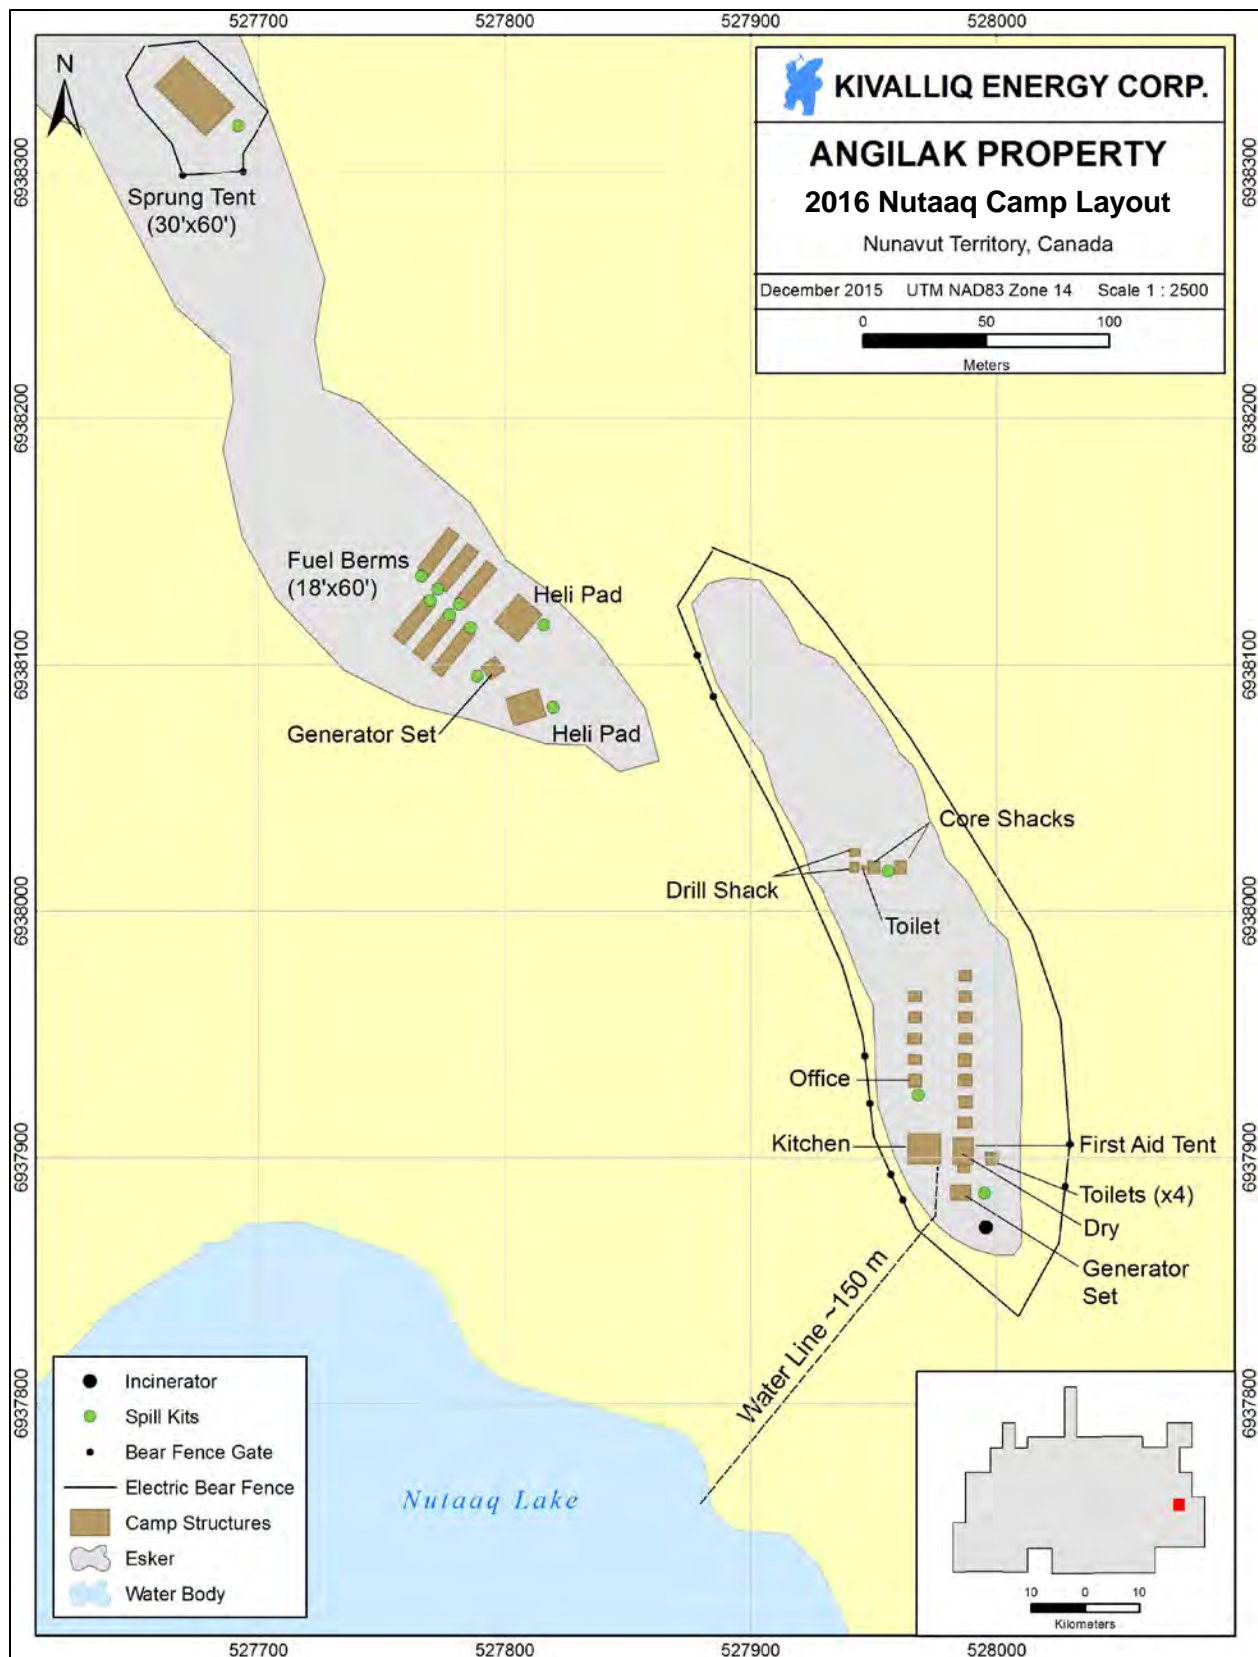 527700 527800 527900 528000
N
KIVALLIQ ENERGY CORP.
ANGILAK PROPERTY
2016 Nutaaq Camp Layout
Nunavut Territory, Canada
December 2015 UTM NAD83 Zone 14 Scale 1 : 2500
0 50 100
Meters
6938300
6938300
Sprung Tent
(30'x60')
6938200
6938200
Fuel Berms
(18'x60')
Heli Pad
6938100
6938100
Generator Set
Heli Pad
Core Shacks
Drill Shack
Toilet
6938000
6938000
Office
Kitchen
First Aid Tent
6937900
6937900
Toilets (x4)
Dry
Generator
Set
Water Line ~150 m
6937800
6937800
Nutaaq Lake
Incinerator
Spill Kits
Bear Fence Gate
Electric Bear Fence
Camp Structures
Esker
Water Body
10 0 10
Kilometers
527700 527800 527900 528000